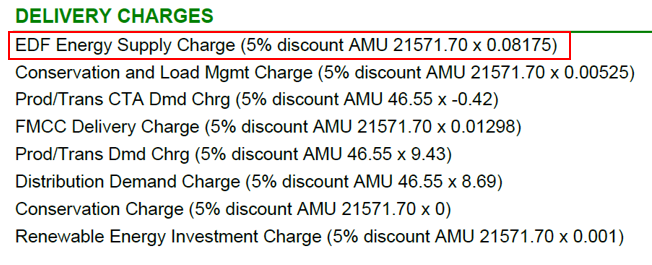 DELIVERY CHARGES
EDF Energy Supply Charge (5% discount AMU 21571.70 x 0.08175)
Conservation and Load Mgmt Charge (5% discount AMU 21571.70 x 0.00525)
Prod/Trans CTA Dmd Chrg (5% discount AMU 46.55 x -0.42)
FMCC Delivery Charge (5% discount AMU 21571.70 x 0.01298)
Prod/Trans Dmd Chrg (5% discount AMU 46.55 x 9.43)
Distribution Demand Charge (5% discount AMU 46.55 x 8.69)
Conservation Charge (5% discount AMU 21571.70 x 0)
Renewable Energy Investment Charge (5% discount AMU 21571.70 x 0.001)